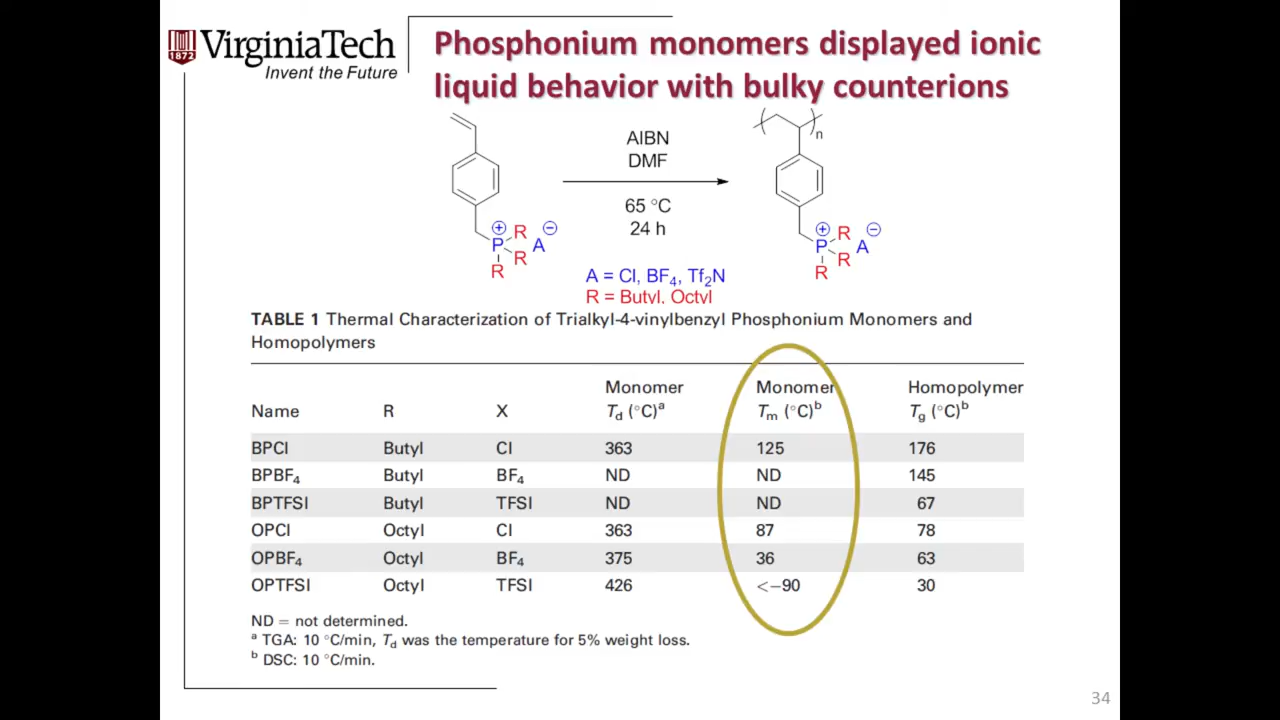 VirginiaTech
1872
Invent the Future
Phosphonium monomers displayed ionic
liquid behavior with bulky counterions
AIBN
DMF
65 °C
24 h
n
⊕ R ⊖
P A
R
R
⊕ R ⊖
P A
R
R
A = Cl, BF4, Tf2N
R = Butyl. Octyl
TABLE 1 Thermal Characterization of Trialkyl-4-vinylbenzyl Phosphonium Monomers and
Homopolymers
Monomer Monomer Homopolymer
Name R X Td (°C)a Tm (°C)b Tg (°C)b
BPCl Butyl Cl 363 125 176
BPBF4 Butyl BF4 ND ND 145
BPTFSI Butyl TFSI ND ND 67
OPCl Octyl Cl 363 87 78
OPBF4 Octyl BF4 375 36 63
OPTFSI Octyl TFSI 426 <−90 30
ND = not determined.
a TGA: 10 °C/min, Td was the temperature for 5% weight loss.
b DSC: 10 °C/min.
34